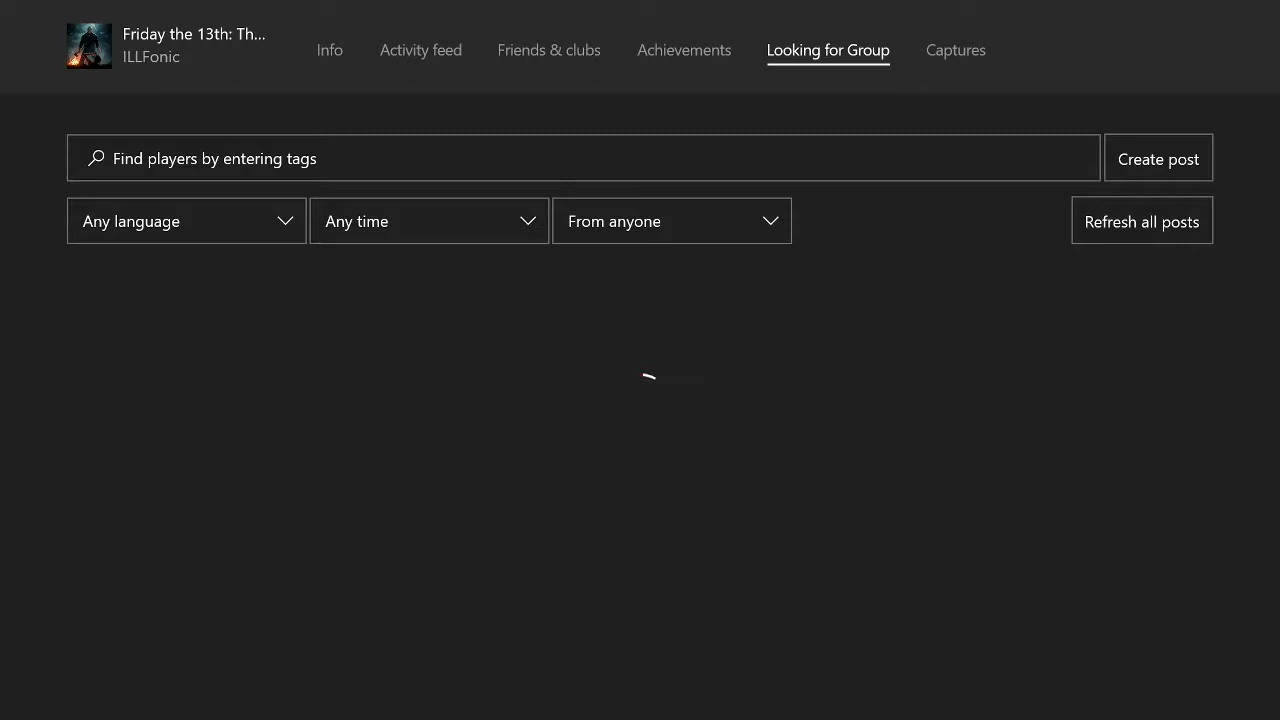 Friday the 13th: Th...
ILLFonic
Info
Activity feed
Friends & clubs
Achievements
Looking for Group
Captures
Find players by entering tags
Create post
Any language
Any time
From anyone
Refresh all posts